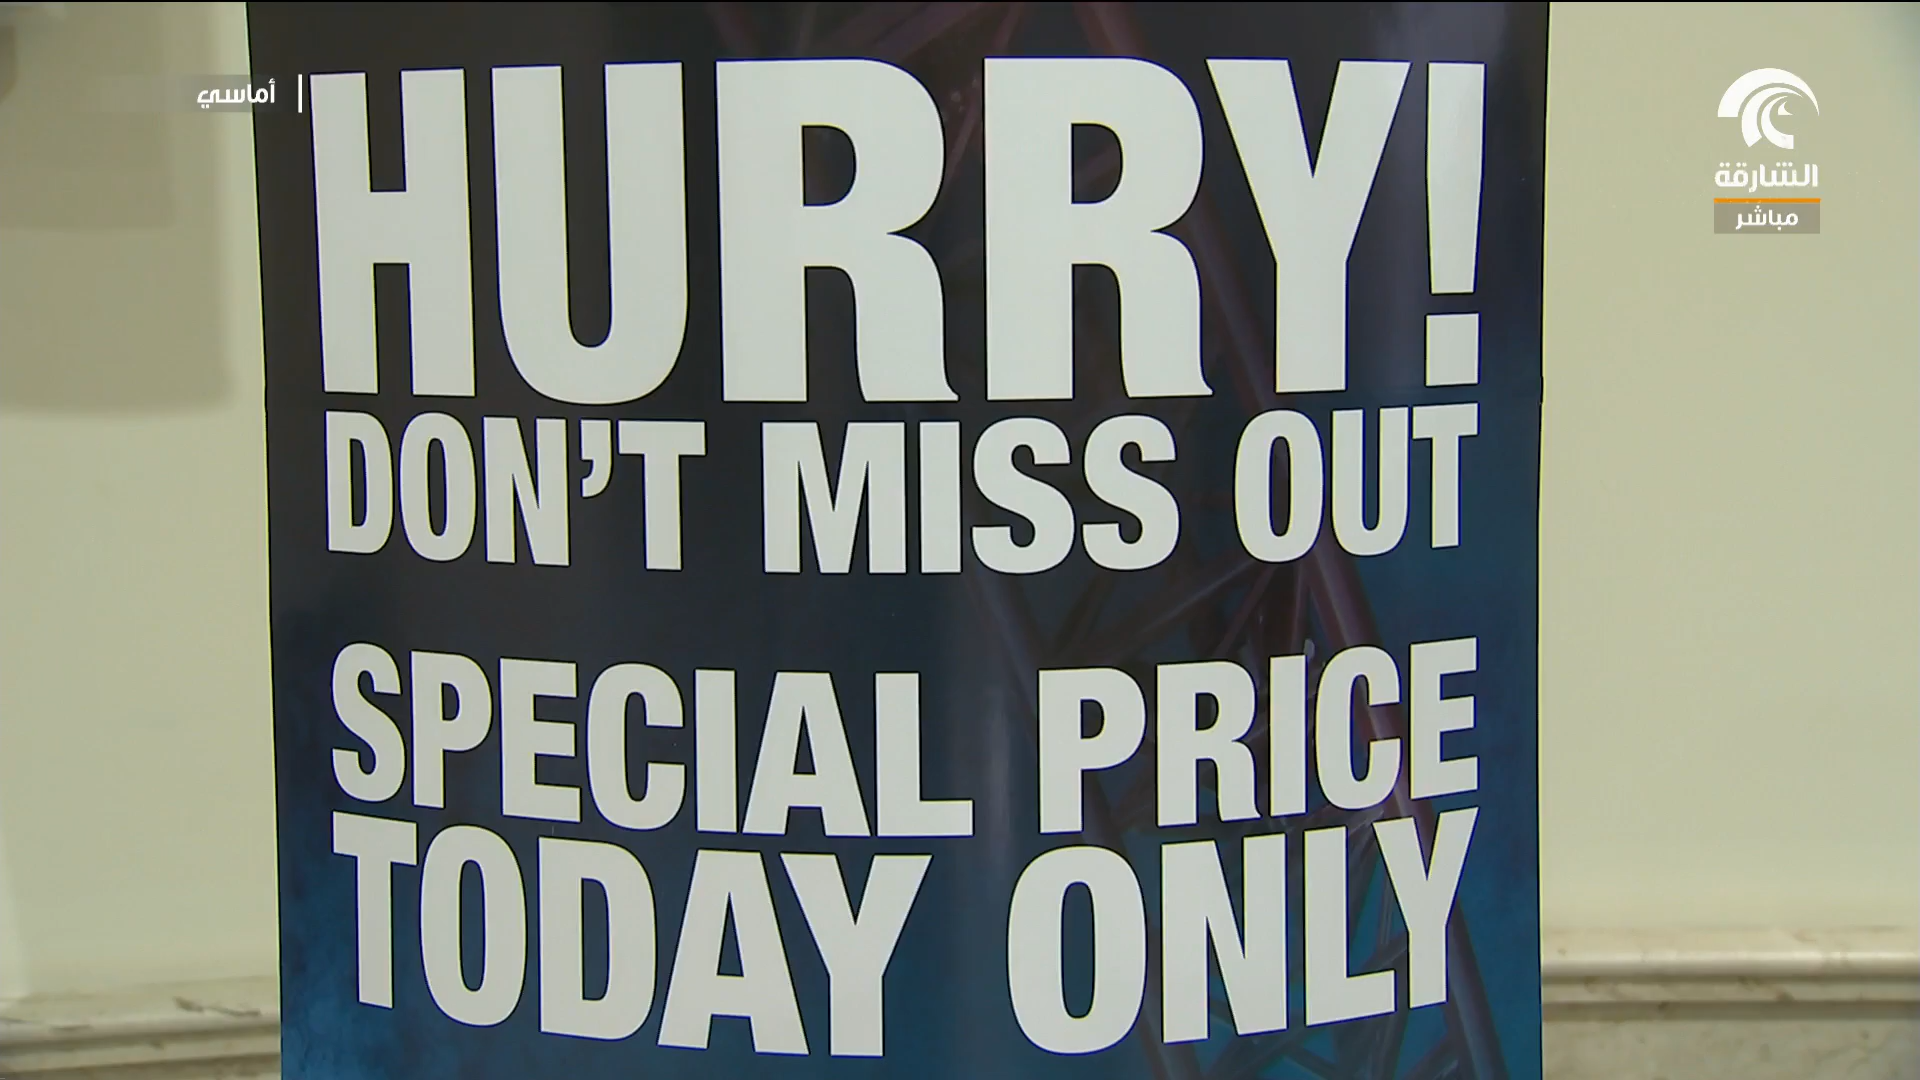 أماسي
الشارقة
مباشر
HURRY!
DON'T MISS OUT
SPECIAL PRICE
TODAY ONLY